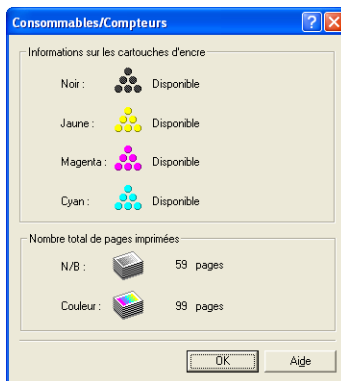 Consommables/Compteurs
Informations sur les cartouches d'encre
Noir : Disponible
Jaune : Disponible
Magenta : Disponible
Cyan : Disponible
Nombre total de pages imprimées
N/B : 59 pages
Couleur : 99 pages
OK Aide